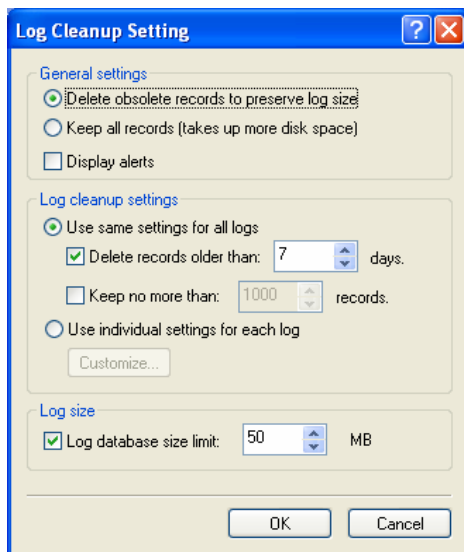 Log Cleanup Setting
General settings
Delete obsolete records to preserve log size
Keep all records (takes up more disk space)
Display alerts
Log cleanup settings
Use same settings for all logs
Delete records older than: 7 days.
Keep no more than: 1000 records.
Use individual settings for each log
Customize...
Log size
Log database size limit: 50 MB
OK Cancel